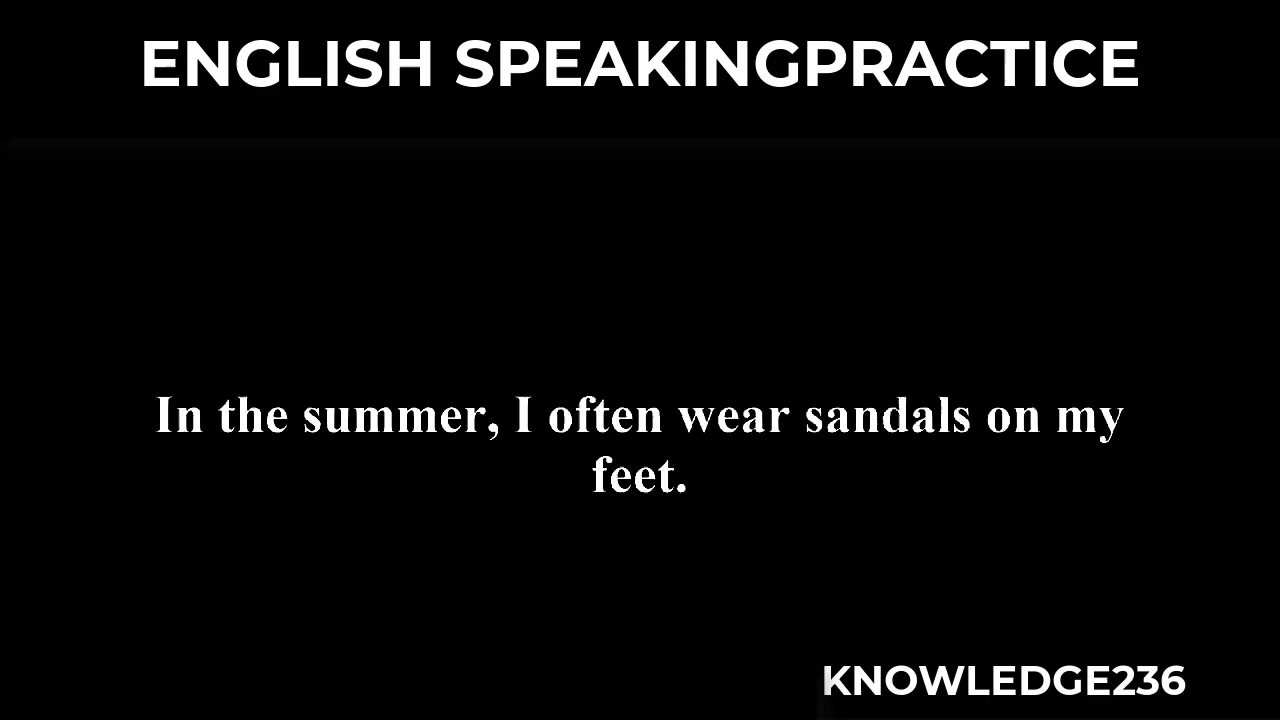 ENGLISH SPEAKINGPRACTICE
In the summer, I often wear sandals on my
feet.
KNOWLEDGE236